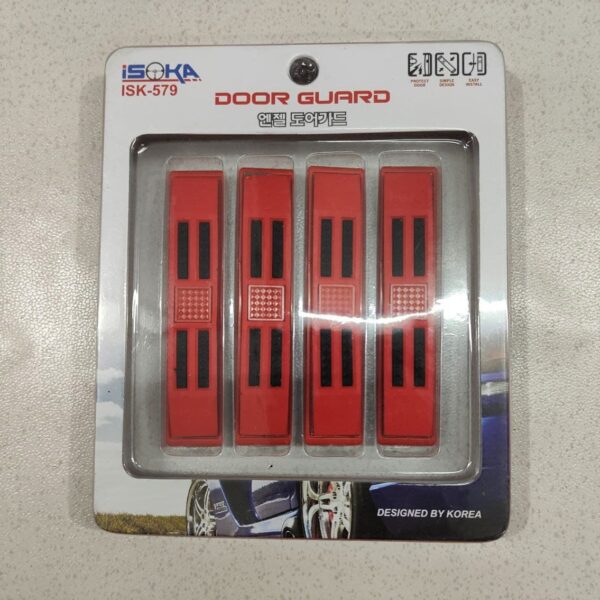 iSOKA
ISK-579
PROTECT DOOR
SIMPLE DESIGN
EASY INSTALL
DOOR GUARD
엔젤 도어가드
DESIGNED BY KOREA